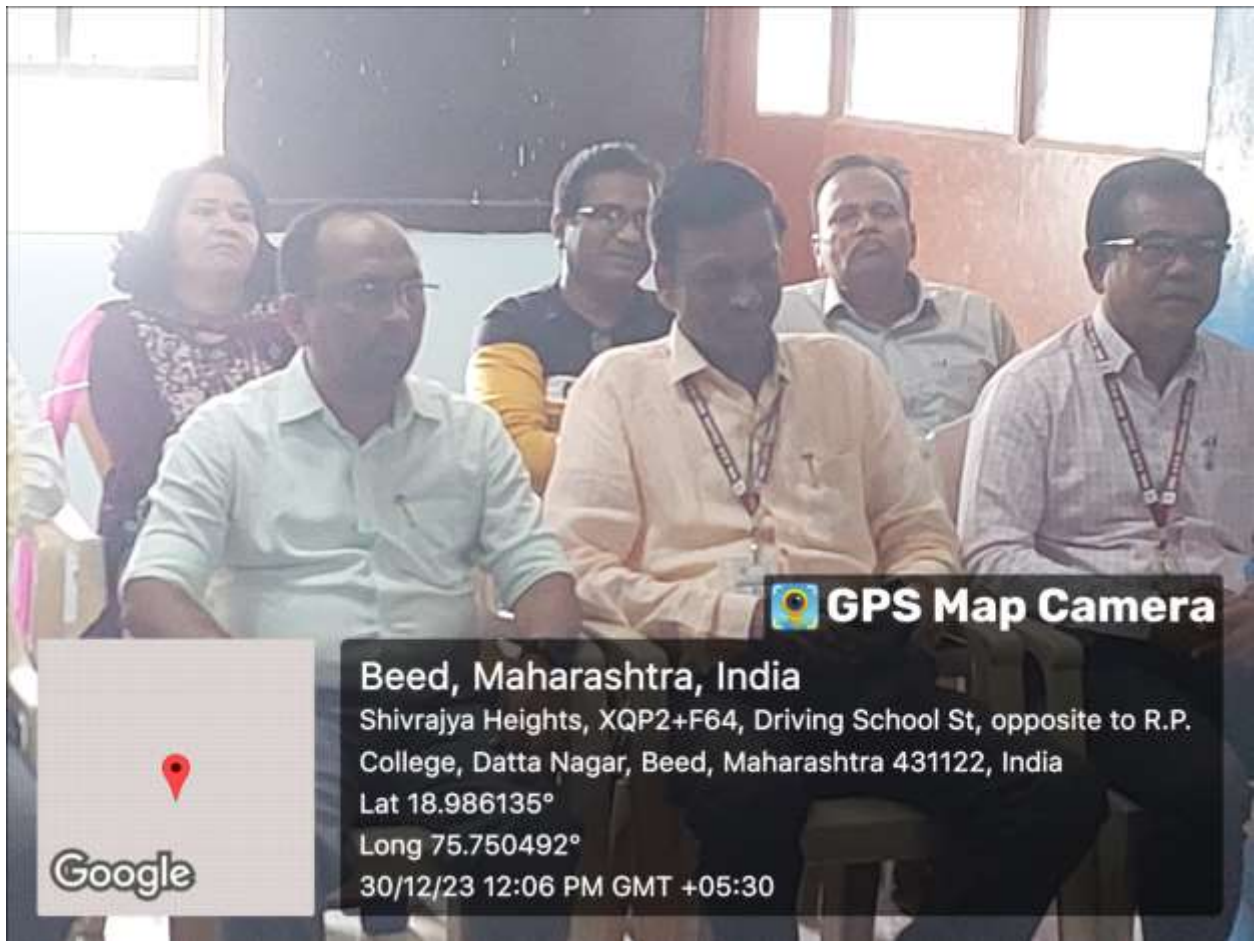 GPS Map Camera
Beed, Maharashtra, India
Shivrajya Heights, XQP2+F64, Driving School St, opposite to R.P.
College, Datta Nagar, Beed, Maharashtra 431122, India
Lat 18.986135°
Long 75.750492°
30/12/23 12:06 PM GMT +05:30
Google